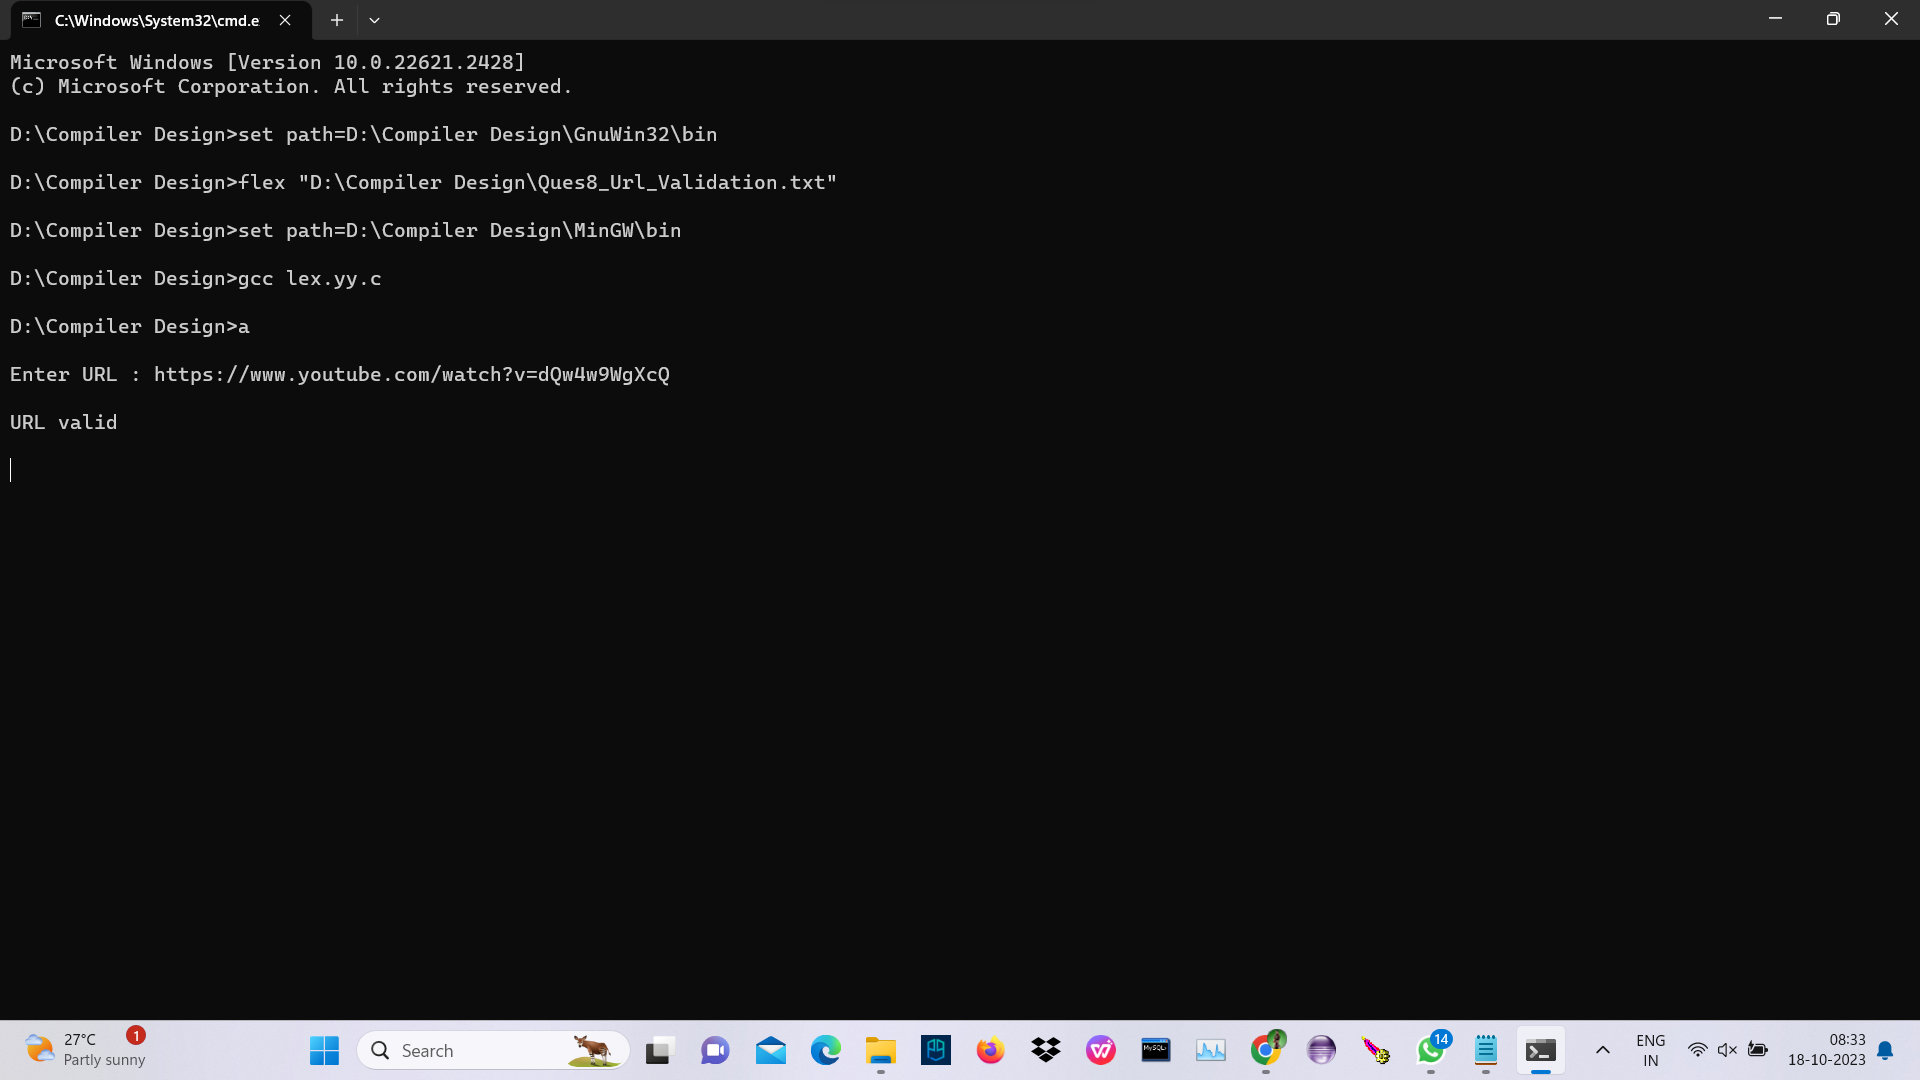 C:\Windows\System32\cmd.e
Microsoft Windows [Version 10.0.22621.2428]
(c) Microsoft Corporation. All rights reserved.
D:\Compiler Design>set path=D:\Compiler Design\GnuWin32\bin
D:\Compiler Design>flex "D:\Compiler Design\Ques8_Url_Validation.txt"
D:\Compiler Design>set path=D:\Compiler Design\MinGW\bin
D:\Compiler Design>gcc lex.yy.c
D:\Compiler Design>a
Enter URL : https://www.youtube.com/watch?v=dQw4w9WgXcQ
URL valid
27°C
1
Partly sunny
Search
MySQL
14
ENG
IN
08:33
18-10-2023